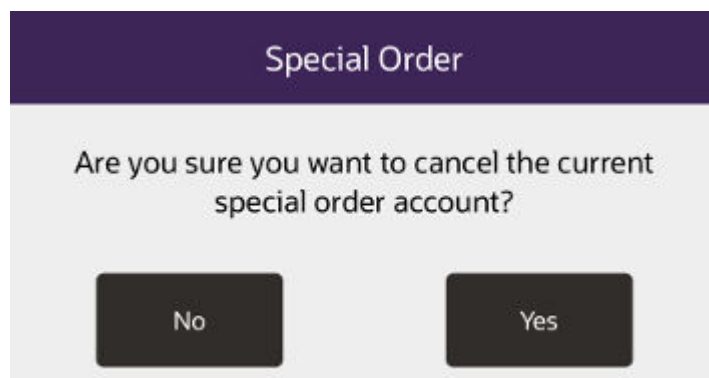 Special Order
Are you sure you want to cancel the current
special order account?
No
Yes